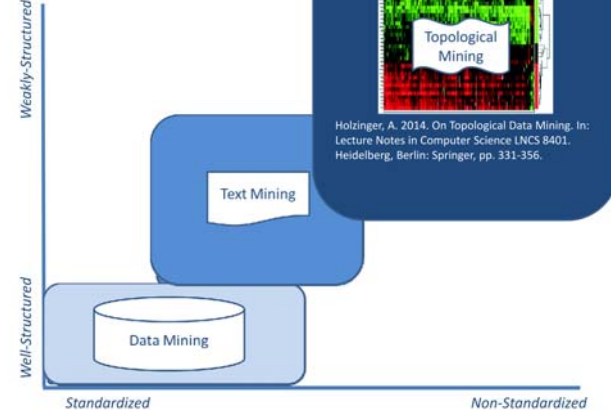 Weakly-Structured
Topological
Mining
Holzinger, A. 2014. On Topological Data Mining. In:
Lecture Notes in Computer Science LNCS 8401.
Heidelberg, Berlin: Springer, pp. 331-356.
Text Mining
Well-Structured
Data Mining
Standardized
Non-Standardized